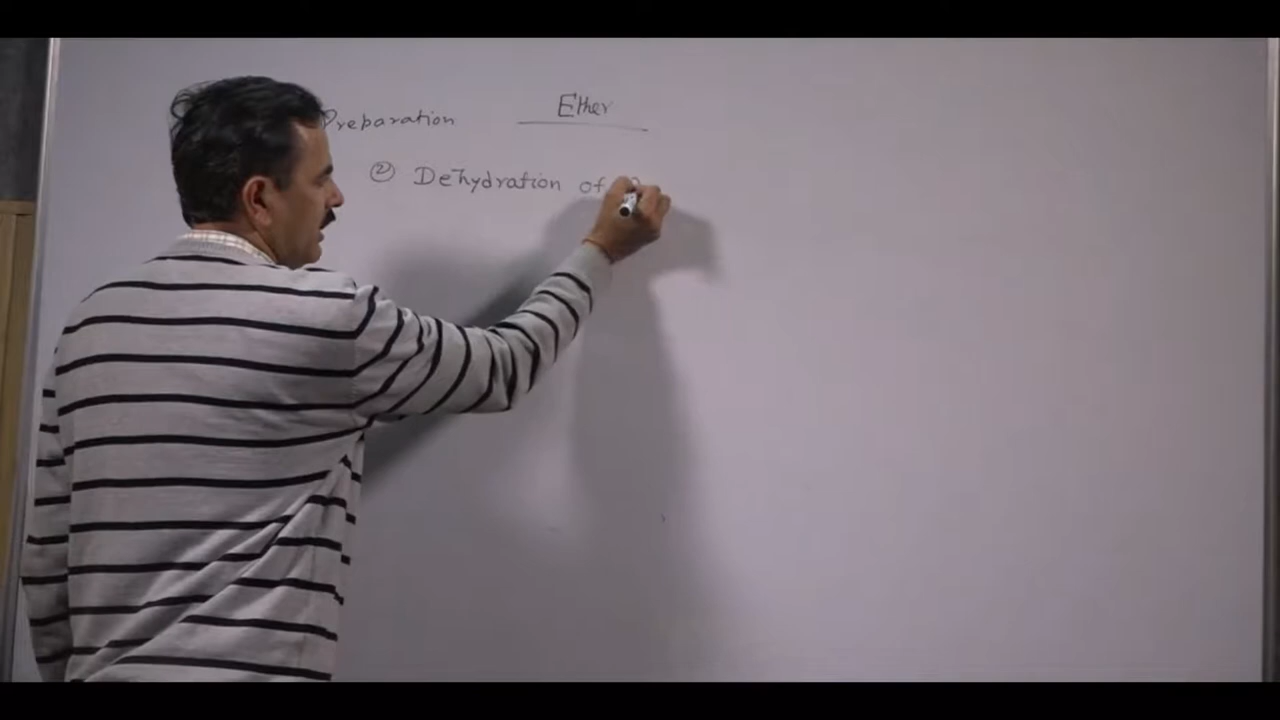 Ether
Preparation
② Dehydration of